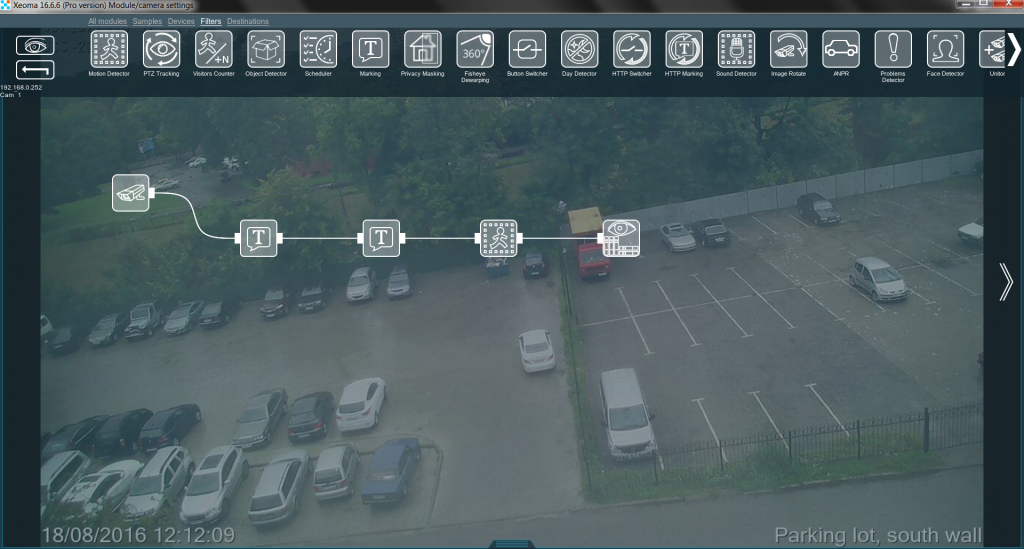 Xeoma 16.6.6 (Pro version) Module/camera settings
All modules Samples Devices Filters Destinations
Motion Detector PTZ Tracking Visitors Counter Object Detector Scheduler Marking Privacy Masking Fisheye Dewarping Button Switcher Day Detector HTTP Switcher HTTP Marking Sound Detector Image Rotate ANPR Problems Detector Face Detector Unitor
+N
T
360°
T
192.168.0.252
Cam 1
T T
18/08/2016 12:12:09 Parking lot, south wall